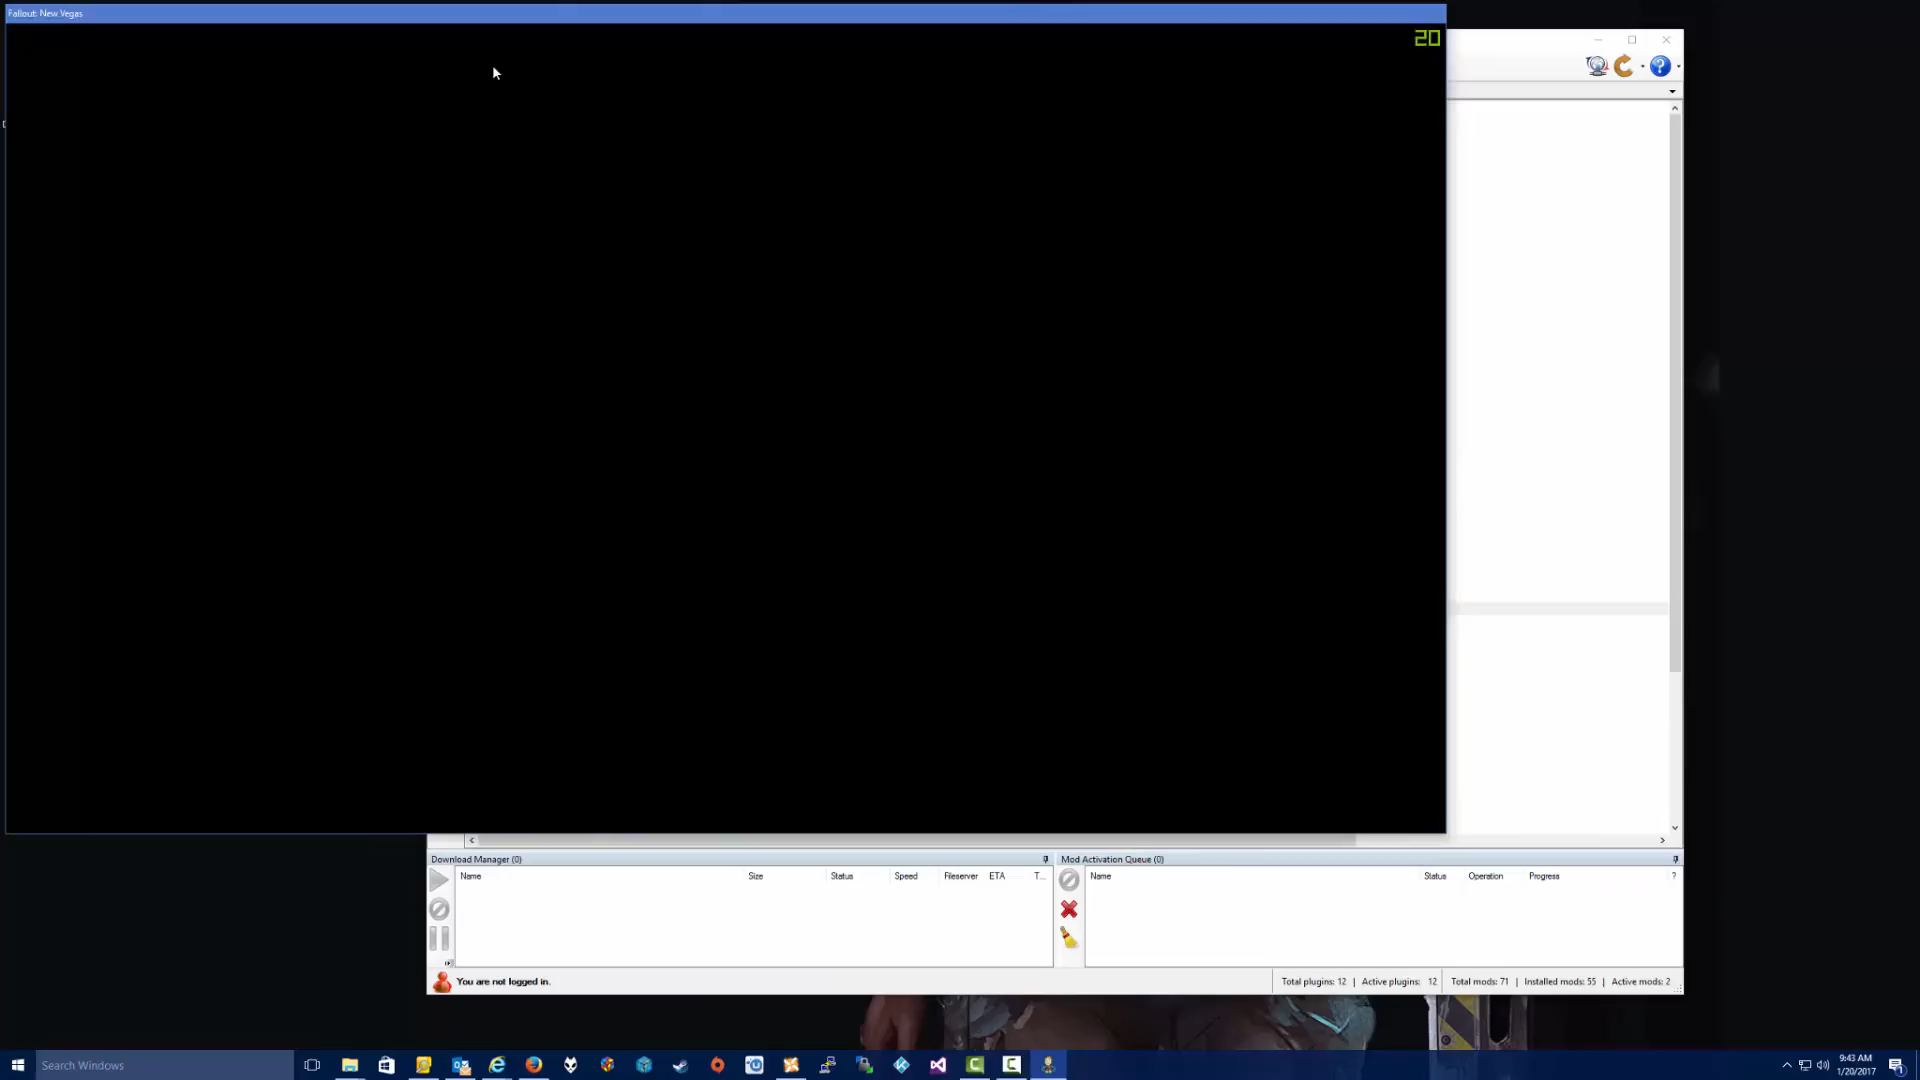 Fallout: New Vegas
20
Download Manager (0)
Name Size Status Speed Fileserver ETA T...
Mod Activation Queue (0)
Name Status Operation Progress ?
You are not logged in.
Total plugins: 12 | Active plugins: 12 Total mods: 71 | Installed mods: 55 | Active mods: 2
Search Windows
9:43 AM
1/20/2017